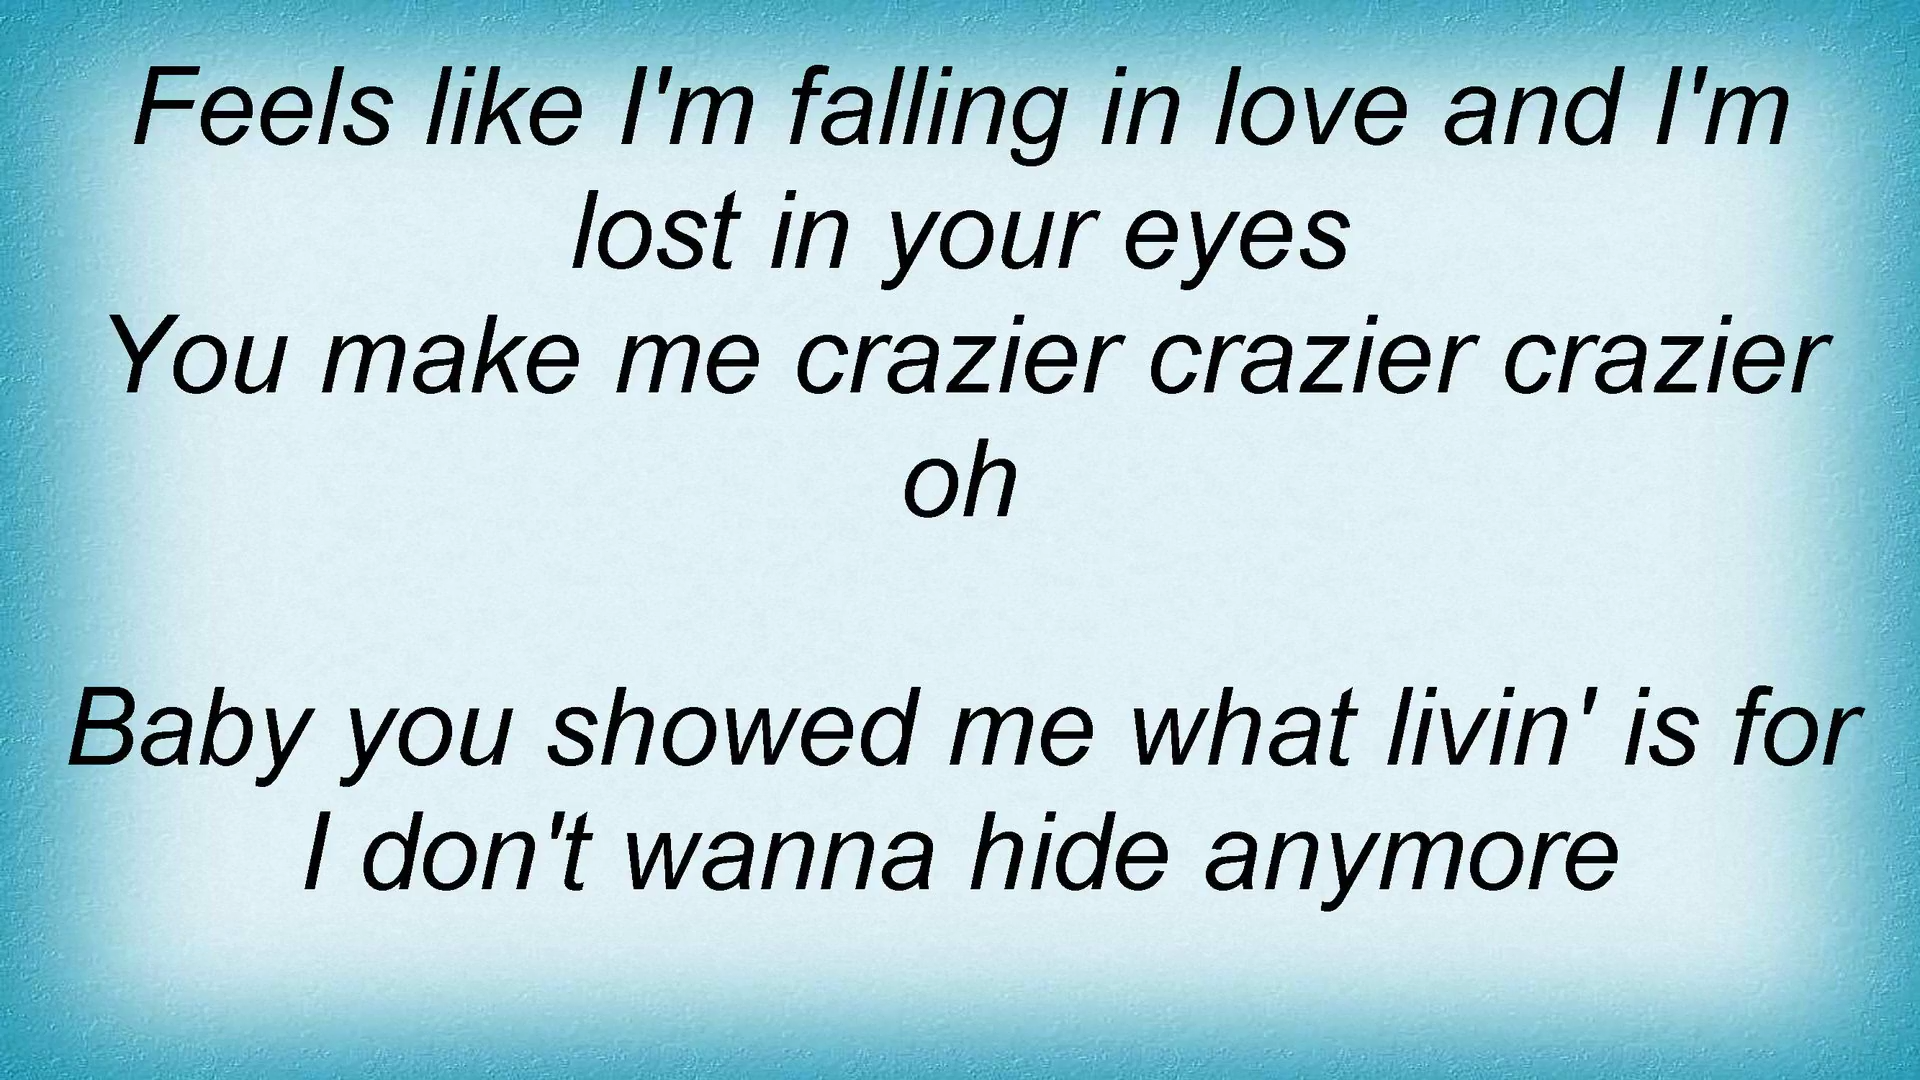 Feels like I'm falling in love and I'm
lost in your eyes
You make me crazier crazier crazier
oh
Baby you showed me what livin' is for
I don't wanna hide anymore